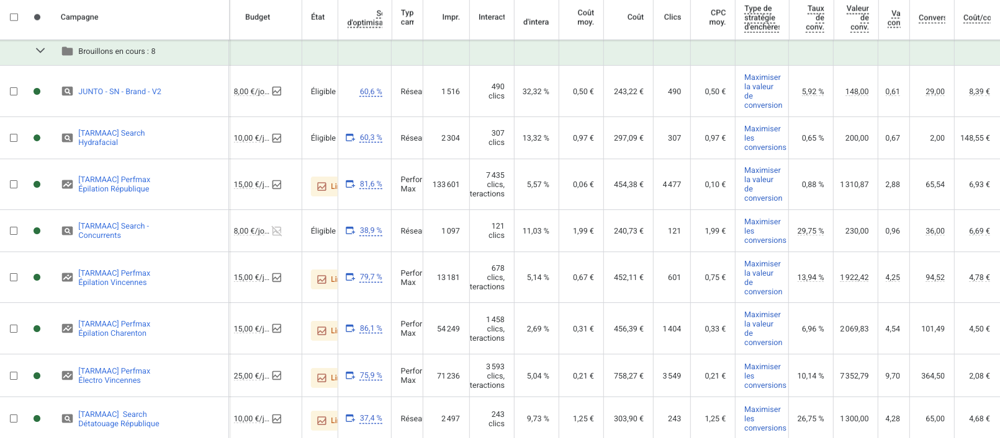 Campagne Budget État Sc d'optimisa Typ cam Impr. Interact d'intera Coût moy. Coût Clics CPC moy. Type de stratégie d'enchères Taux de conv. Valeur de conv. Va con Convers Coût/co
Brouillons en cours : 8
JUNTO - SN - Brand - V2 8,00 €/jo... Éligible 60,6 % Résea 1 516 490 clics 32,32 % 0,50 € 243,22 € 490 0,50 € Maximiser la valeur de conversion 5,92 % 148,00 0,61 29,00 8,39 €
[TARMAAC] Search Hydrafacial 10,00 €/j... Éligible 60,3 % Résea 2 304 307 clics 13,32 % 0,97 € 297,09 € 307 0,97 € Maximiser les conversions 0,65 % 200,00 0,67 2,00 148,55 €
[TARMAAC] Perfmax Épilation République 15,00 €/j... Li 81,6 % Perfor Max 133 601 7 435 clics, teractions 5,57 % 0,06 € 454,38 € 4 477 0,10 € Maximiser la valeur de conversion 0,88 % 1 310,87 2,88 65,54 6,93 €
[TARMAAC] Search - Concurrents 8,00 €/jo... Éligible 38,9 % Résea 1 097 121 clics 11,03 % 1,99 € 240,73 € 121 1,99 € Maximiser les conversions 29,75 % 230,00 0,96 36,00 6,69 €
[TARMAAC] Perfmax Épilation Vincennes 15,00 €/j... Li 79,7 % Perfor Max 13 181 678 clics, teractions 5,14 % 0,67 € 452,11 € 601 0,75 € Maximiser la valeur de conversion 13,94 % 1 922,42 4,25 94,52 4,78 €
[TARMAAC] Perfmax Épilation Charenton 15,00 €/j... Li 86,1 % Perfor Max 54 249 1 458 clics, teractions 2,69 % 0,31 € 456,39 € 1 404 0,33 € Maximiser la valeur de conversion 6,96 % 2 069,83 4,54 101,49 4,50 €
[TARMAAC] Perfmax Électro Vincennes 25,00 €/j... Li 75,9 % Perfor Max 71 236 3 593 clics, teractions 5,04 % 0,21 € 758,27 € 3 549 0,21 € Maximiser les conversions 10,14 % 7 352,79 9,70 364,50 2,08 €
[TARMAAC] Search Détatouage République 10,00 €/j... Li 37,4 % Résea 2 497 243 clics 9,73 % 1,25 € 303,90 € 243 1,25 € Maximiser les conversions 26,75 % 1 300,00 4,28 65,00 4,68 €